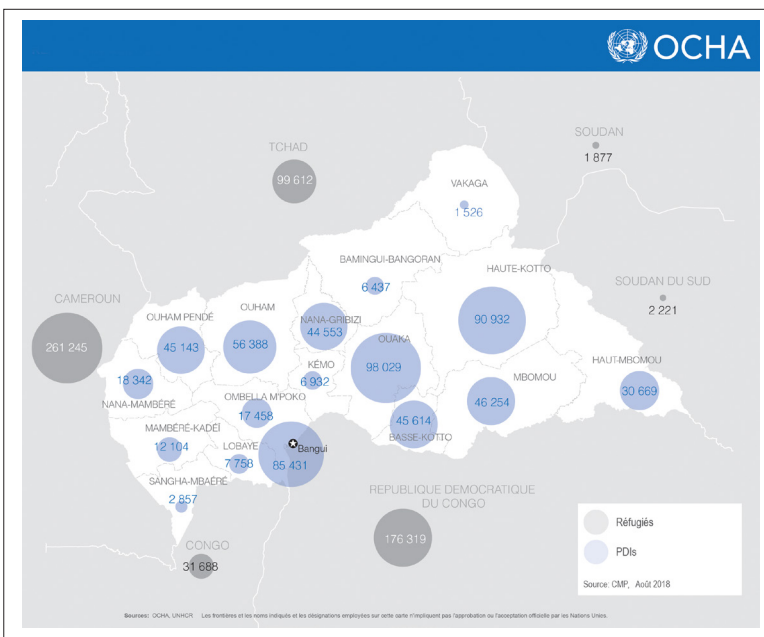 OCHA
TCHAD
99 612
SOUDAN
1 877
VAKAGA
1 526
BAMINGUI-BANGORAN
6 437
HAUTE-KOTTO
90 932
SOUDAN DU SUD
2 221
CAMEROUN
261 245
OUHAM PENDÉ
45 143
OUHAM
56 388
NANA-GRIBIZI
44 553
OUAKA
98 029
KÉMO
6 932
MBOMOU
46 254
HAUT-MBOMOU
30 669
18 342
NANA-MAMBÉRÉ
OMBELLA M'POKO
17 458
45 614
BASSE-KOTTO
MAMBÉRÉ-KADÉÏ
12 104
LOBAYE
7 758
Bangui
85 431
SANGHA-MBAÉRÉ
2 857
REPUBLIQUE DEMOCRATIQUE
DU CONGO
176 319
CONGO
31 688
Réfugiés
PDIs
Source: CMP, Août 2018
Sources: OCHA, UNHCR Les frontières et les noms indiqués et les désignations employées sur cette carte n'impliquent pas l'approbation ou l'acceptation officielle par les Nations Unies.